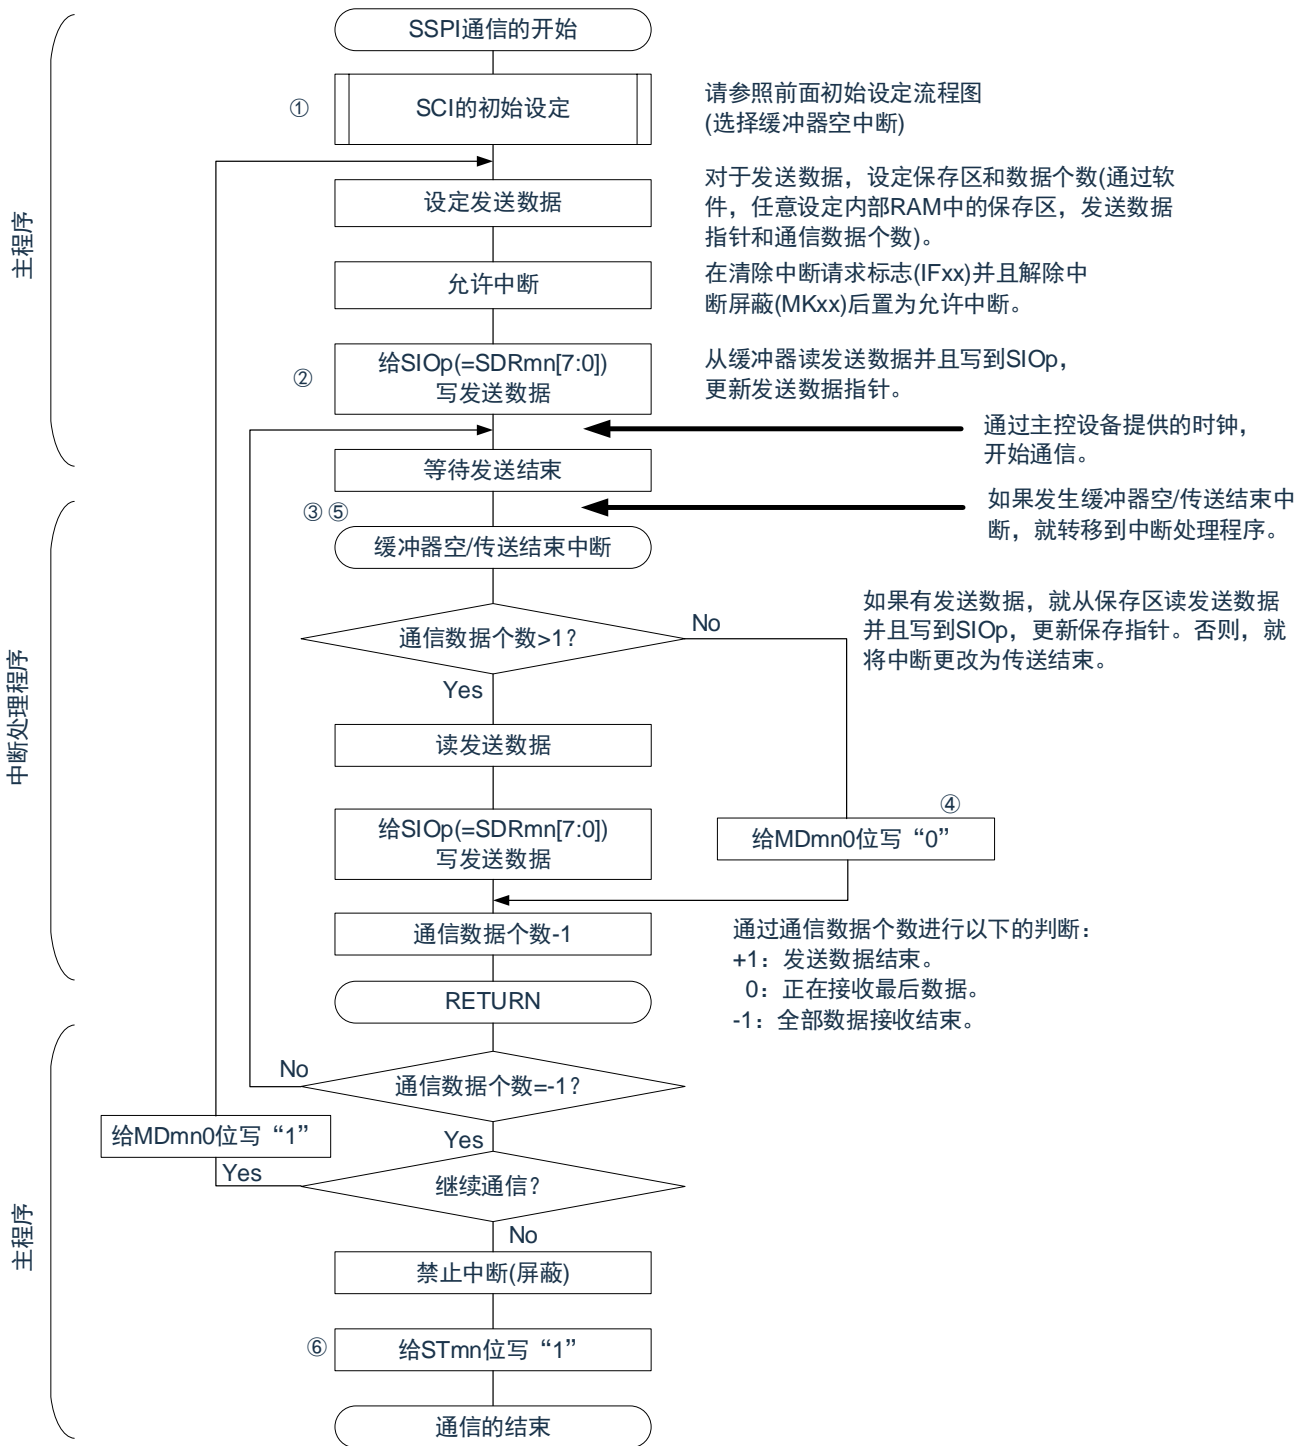 SSPI通信的开始
①
SCI的初始设定
请参照前面初始设定流程图
(选择缓冲器空中断)
主程序
设定发送数据
对于发送数据，设定保存区和数据个数(通过软
件，任意设定内部RAM中的保存区，发送数据
指针和通信数据个数)。
允许中断
在清除中断请求标志(IFxx)并且解除中
断屏蔽(MKxx)后置为允许中断。
②
给SIOp(=SDRmn[7:0])
写发送数据
从缓冲器读发送数据并且写到SIOp，
更新发送数据指针。
通过主控设备提供的时钟，
开始通信。
等待发送结束
③⑤
如果发生缓冲器空/传送结束中
断，就转移到中断处理程序。
缓冲器空/传送结束中断
中断处理程序
通信数据个数>1？
No
如果有发送数据，就从保存区读发送数据
并且写到SIOp，更新保存指针。否则，就
将中断更改为传送结束。
Yes
读发送数据
④
给SIOp(=SDRmn[7:0])
写发送数据
给MDmn0位写“0”
通信数据个数-1
通过通信数据个数进行以下的判断：
+1：发送数据结束。
0：正在接收最后数据。
-1：全部数据接收结束。
RETURN
No
通信数据个数=-1？
主程序
给MDmn0位写“1”
Yes
Yes
继续通信？
No
禁止中断(屏蔽)
⑥
给STmn位写“1”
通信的结束